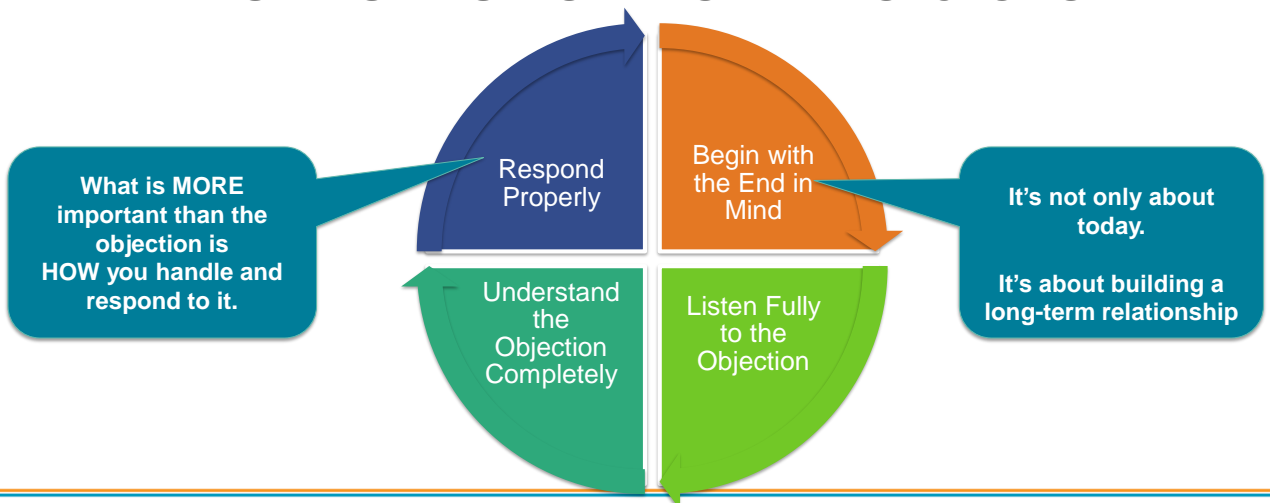 What is MORE
important than the
objection is
HOW you handle and
respond to it.
Respond
Properly
Begin with
the End in
Mind
It’s not only about
today.
It’s about building a
long-term relationship
Understand
the
Objection
Completely
Listen Fully
to the
Objection